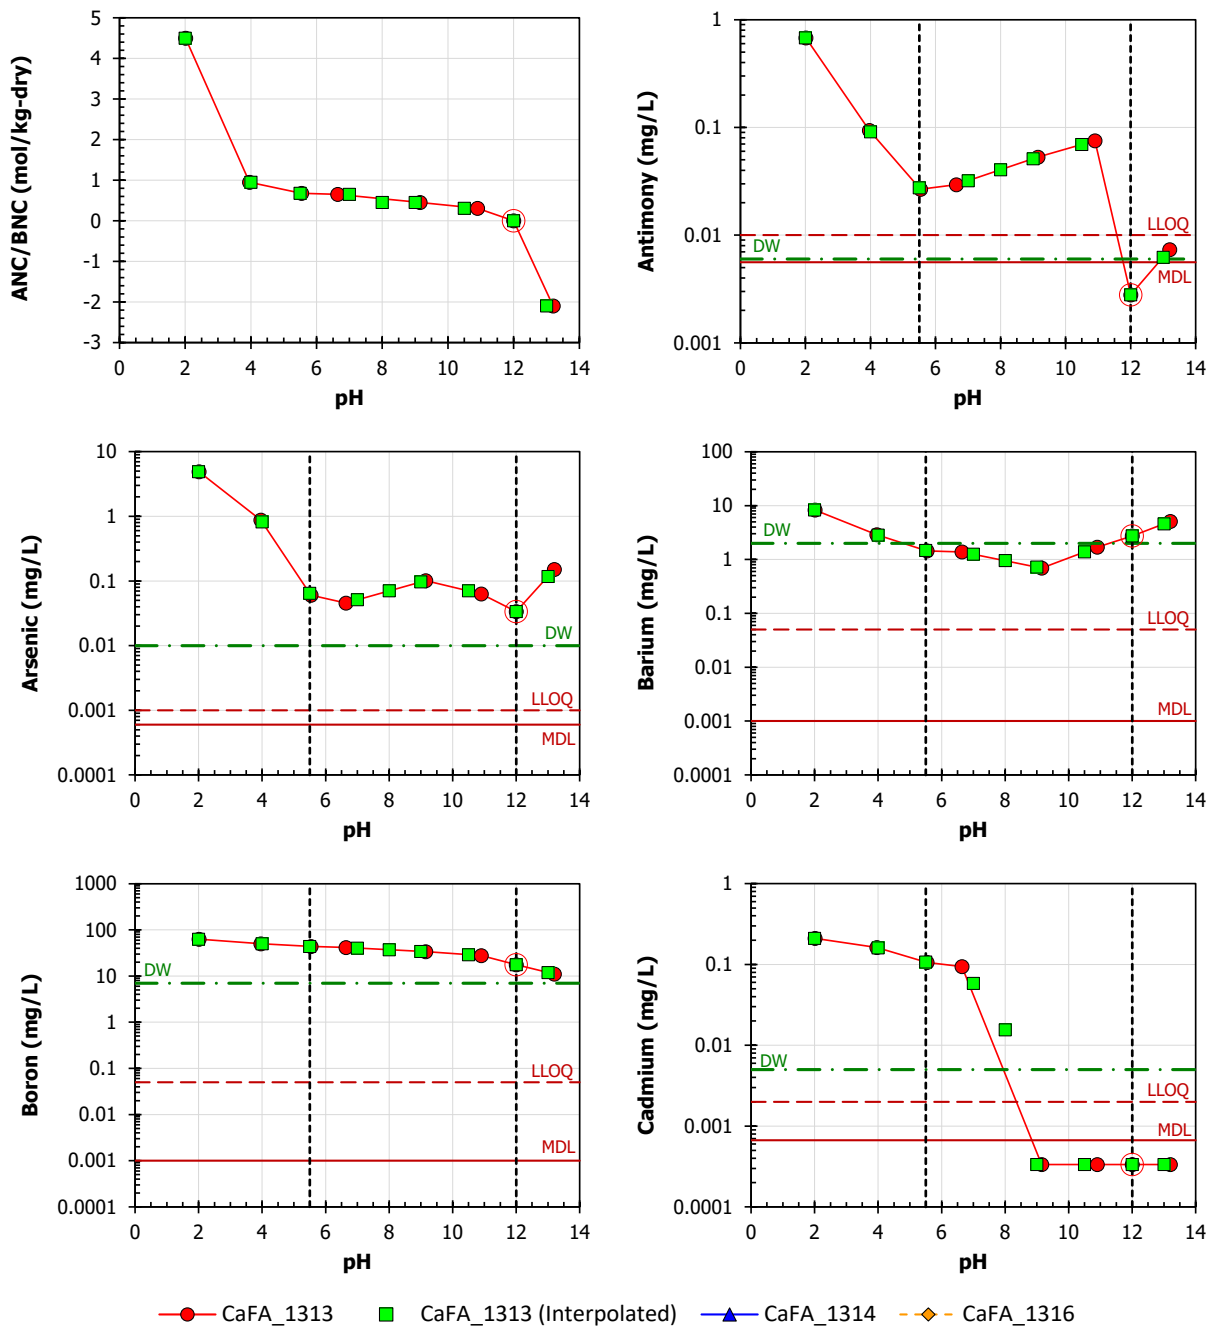 ANC/BNC (mol/kg-dry)
5
4
3
2
1
0
-1
-2
-3
0 2 4 6 8 10 12 14
pH
Antimony (mg/L)
1
0.1
0.01
0.001
LLOQ
DW
MDL
0 2 4 6 8 10 12 14
pH
Arsenic (mg/L)
10
1
0.1
0.01
0.001
0.0001
DW
LLOQ
MDL
0 2 4 6 8 10 12 14
pH
Barium (mg/L)
100
10
1
0.1
0.01
0.001
0.0001
DW
LLOQ
MDL
0 2 4 6 8 10 12 14
pH
Boron (mg/L)
1000
100
10
1
0.1
0.01
0.001
0.0001
DW
LLOQ
MDL
0 2 4 6 8 10 12 14
pH
Cadmium (mg/L)
1
0.1
0.01
0.001
0.0001
DW
LLOQ
MDL
0 2 4 6 8 10 12 14
pH
CaFA_1313 CaFA_1313 (Interpolated) CaFA_1314 CaFA_1316